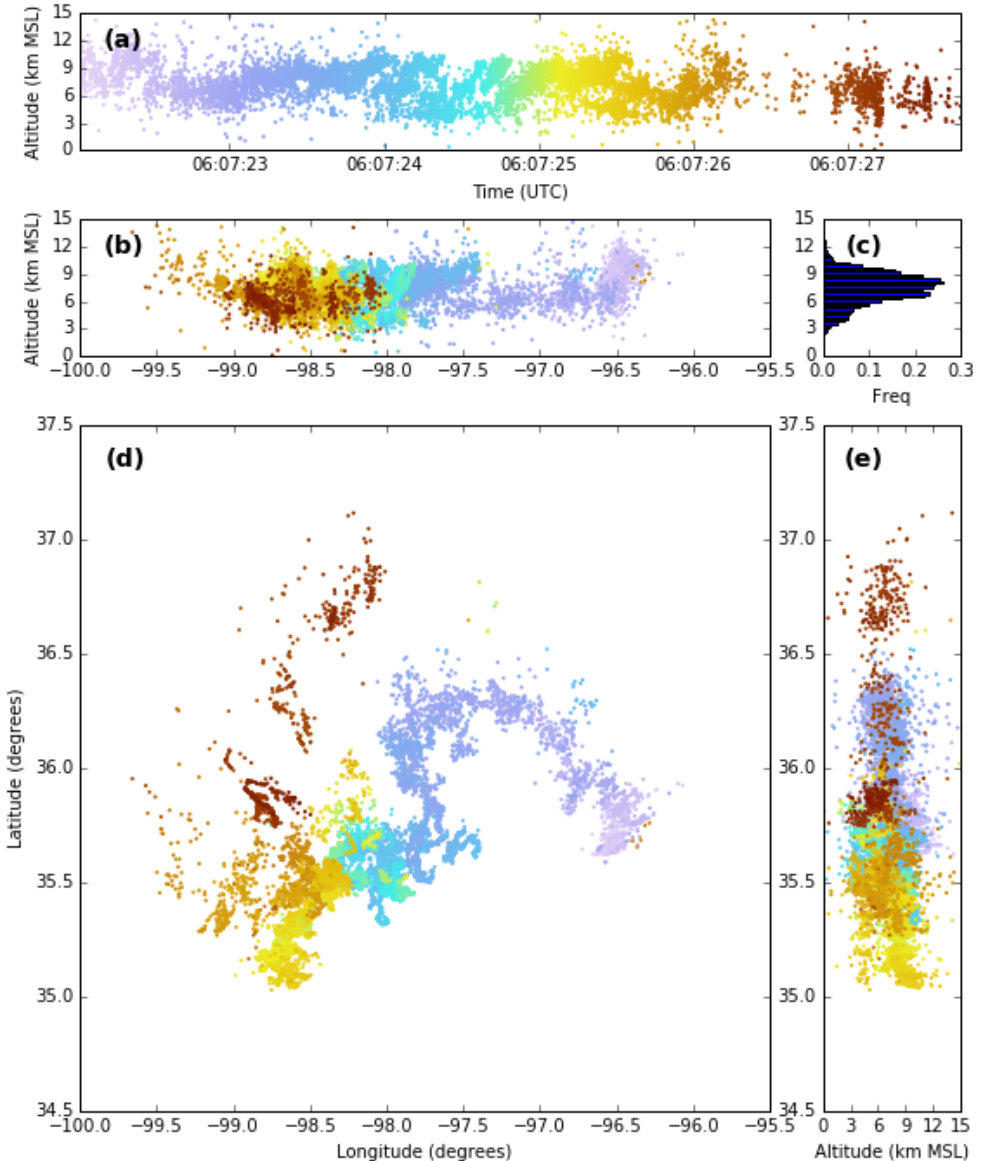 (a)
Altitude (km MSL)
15
12
9
6
3
0
06:07:23 06:07:24 06:07:25 06:07:26 06:07:27
Time (UTC)
(b)
Altitude (km MSL)
15
12
9
6
3
0
−100.0 −99.5 −99.0 −98.5 −98.0 −97.5 −97.0 −96.5 −96.0 −95.5
(c)
15
12
9
6
3
0
0.0 0.1 0.2 0.3
Freq
(d)
Latitude (degrees)
37.5
37.0
36.5
36.0
35.5
35.0
34.5
−100.0 −99.5 −99.0 −98.5 −98.0 −97.5 −97.0 −96.5 −96.0 −95.5
Longitude (degrees)
(e)
37.5
37.0
36.5
36.0
35.5
35.0
34.5
0 3 6 9 12 15
Altitude (km MSL)